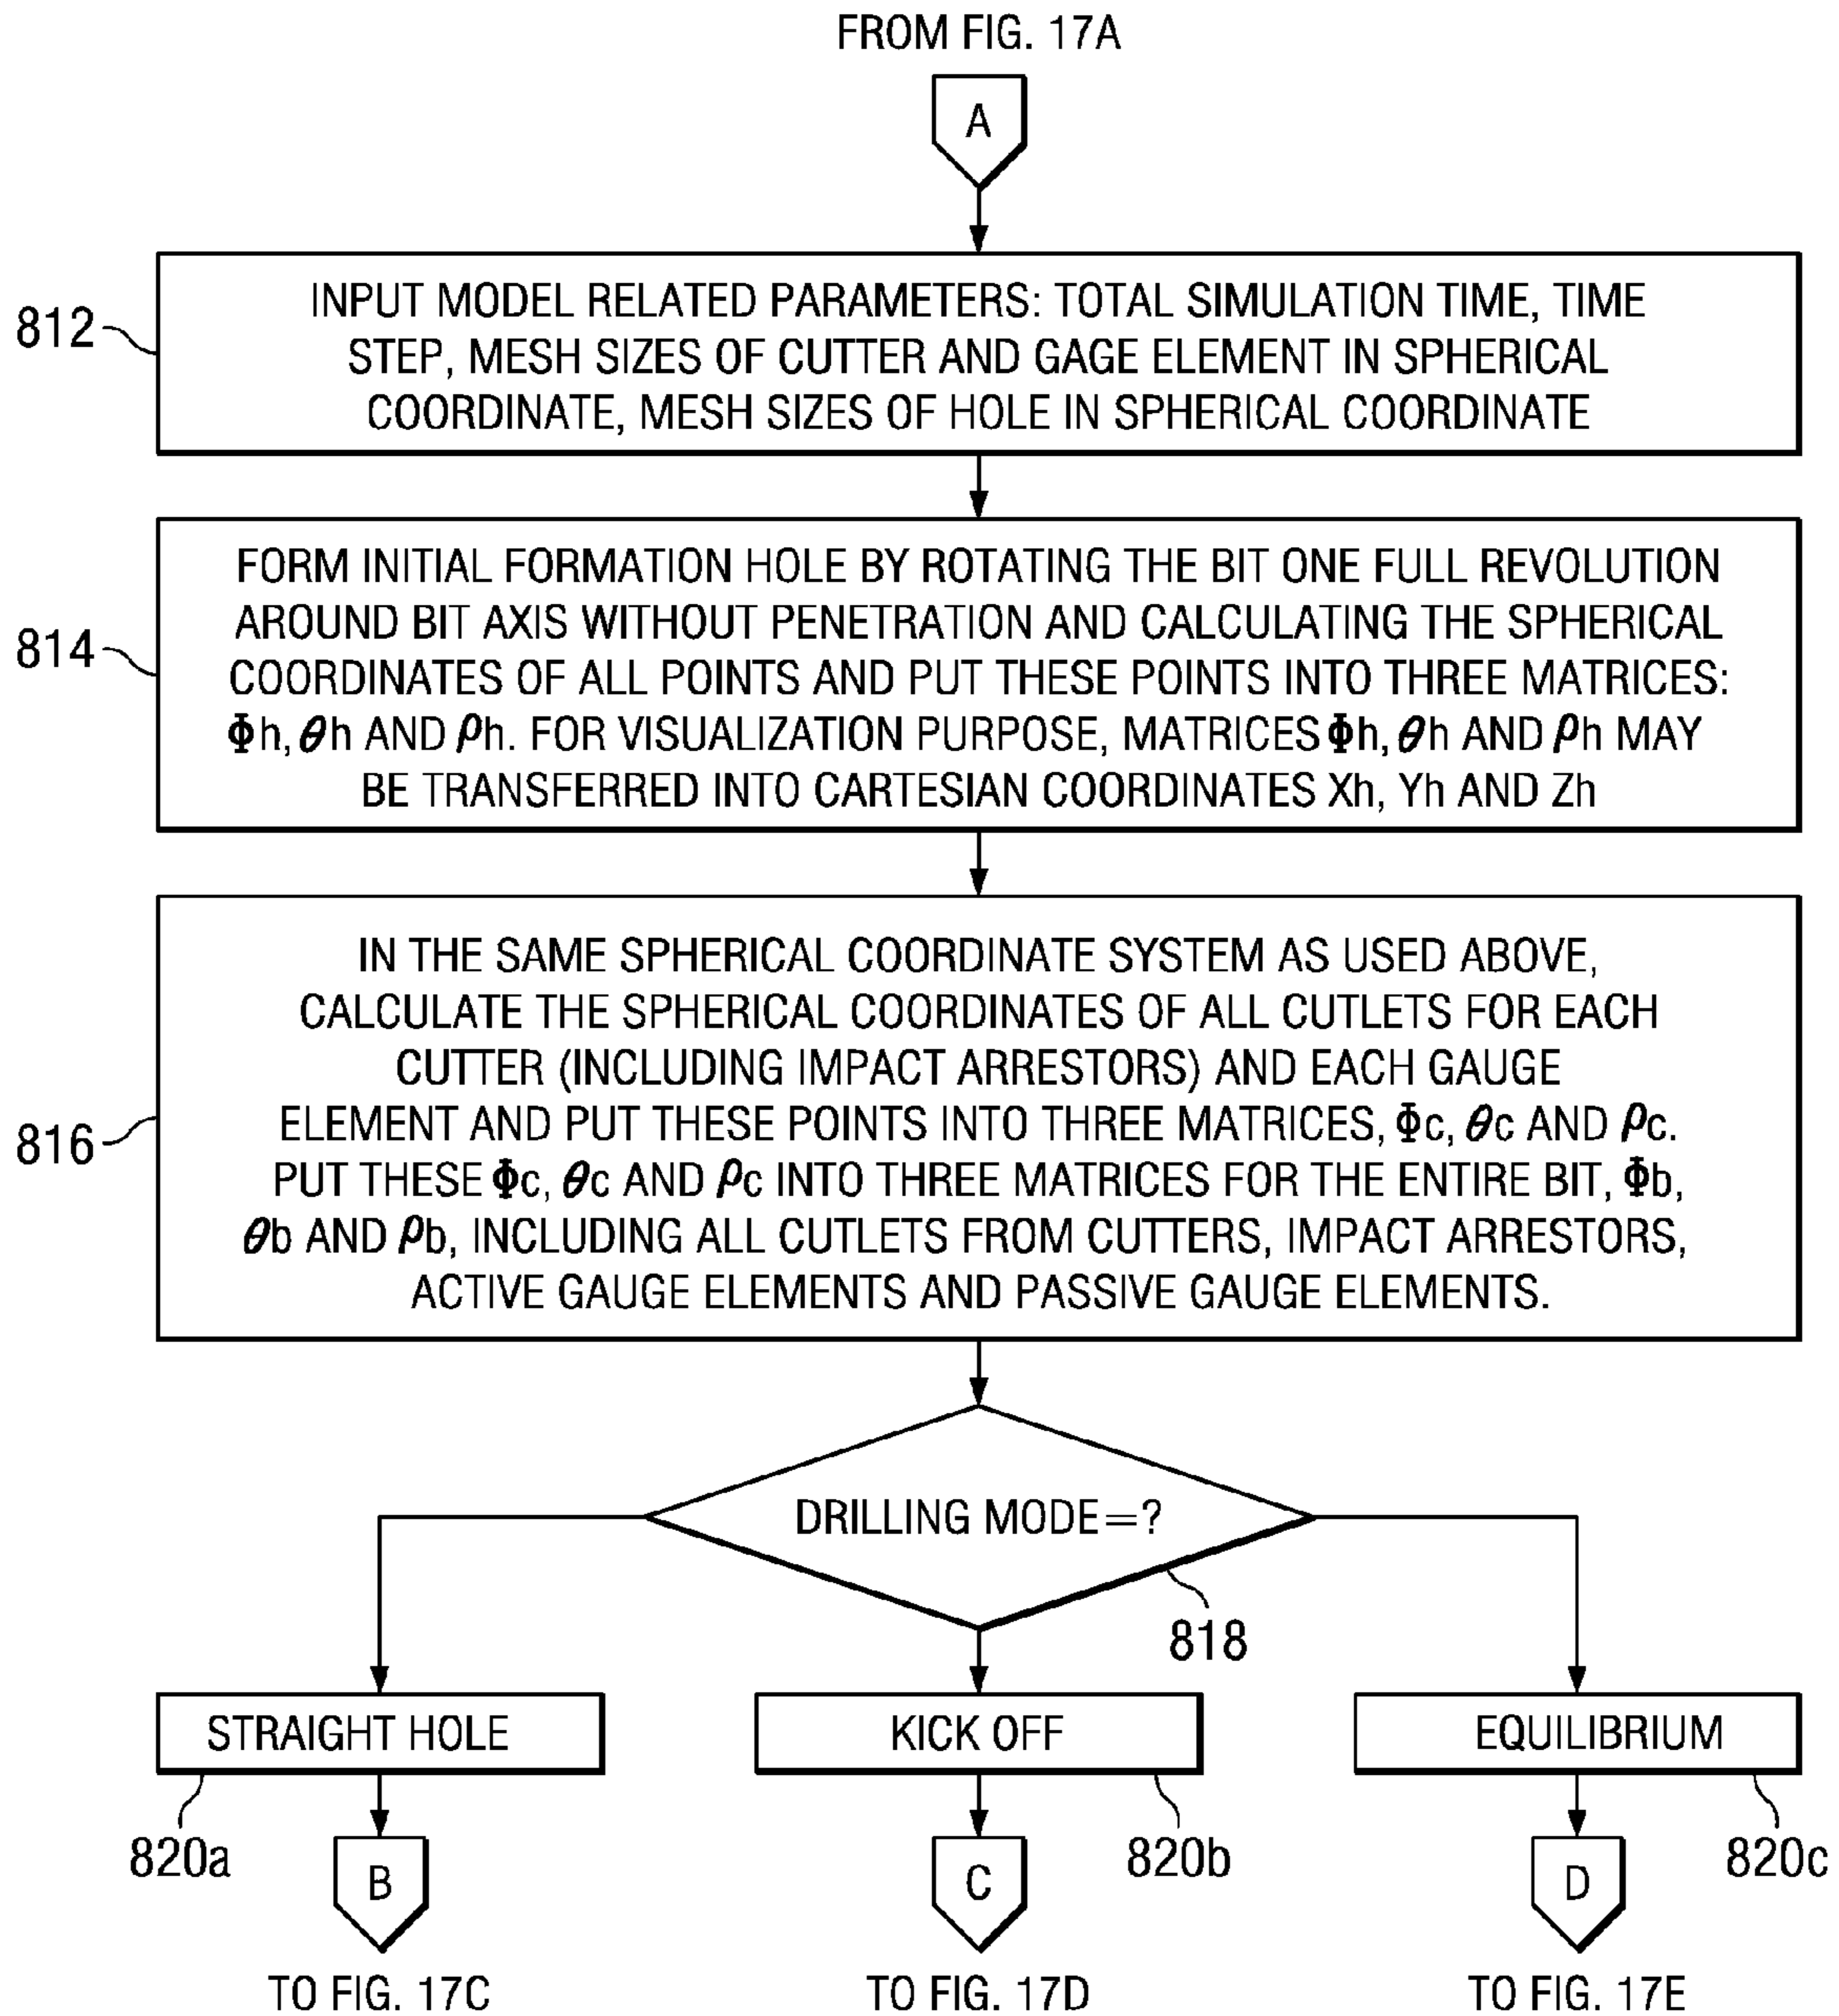 FROM FIG. 17A
A
812
INPUT MODEL RELATED PARAMETERS: TOTAL SIMULATION TIME, TIME
STEP, MESH SIZES OF CUTTER AND GAGE ELEMENT IN SPHERICAL
COORDINATE, MESH SIZES OF HOLE IN SPHERICAL COORDINATE
814
FORM INITIAL FORMATION HOLE BY ROTATING THE BIT ONE FULL REVOLUTION
AROUND BIT AXIS WITHOUT PENETRATION AND CALCULATING THE SPHERICAL
COORDINATES OF ALL POINTS AND PUT THESE POINTS INTO THREE MATRICES:
Φh, θh AND ρh. FOR VISUALIZATION PURPOSE, MATRICES Φh, θh AND ρh MAY
BE TRANSFERRED INTO CARTESIAN COORDINATES Xh, Yh AND Zh
816
IN THE SAME SPHERICAL COORDINATE SYSTEM AS USED ABOVE,
CALCULATE THE SPHERICAL COORDINATES OF ALL CUTLETS FOR EACH
CUTTER (INCLUDING IMPACT ARRESTORS) AND EACH GAUGE
ELEMENT AND PUT THESE POINTS INTO THREE MATRICES, Φc, θc AND ρc.
PUT THESE Φc, θc AND ρc INTO THREE MATRICES FOR THE ENTIRE BIT, Φb,
θb AND ρb, INCLUDING ALL CUTLETS FROM CUTTERS, IMPACT ARRESTORS,
ACTIVE GAUGE ELEMENTS AND PASSIVE GAUGE ELEMENTS.
DRILLING MODE=?
818
STRAIGHT HOLE
KICK OFF
EQUILIBRIUM
820a
820b
820c
B
C
D
TO FIG. 17C
TO FIG. 17D
TO FIG. 17E